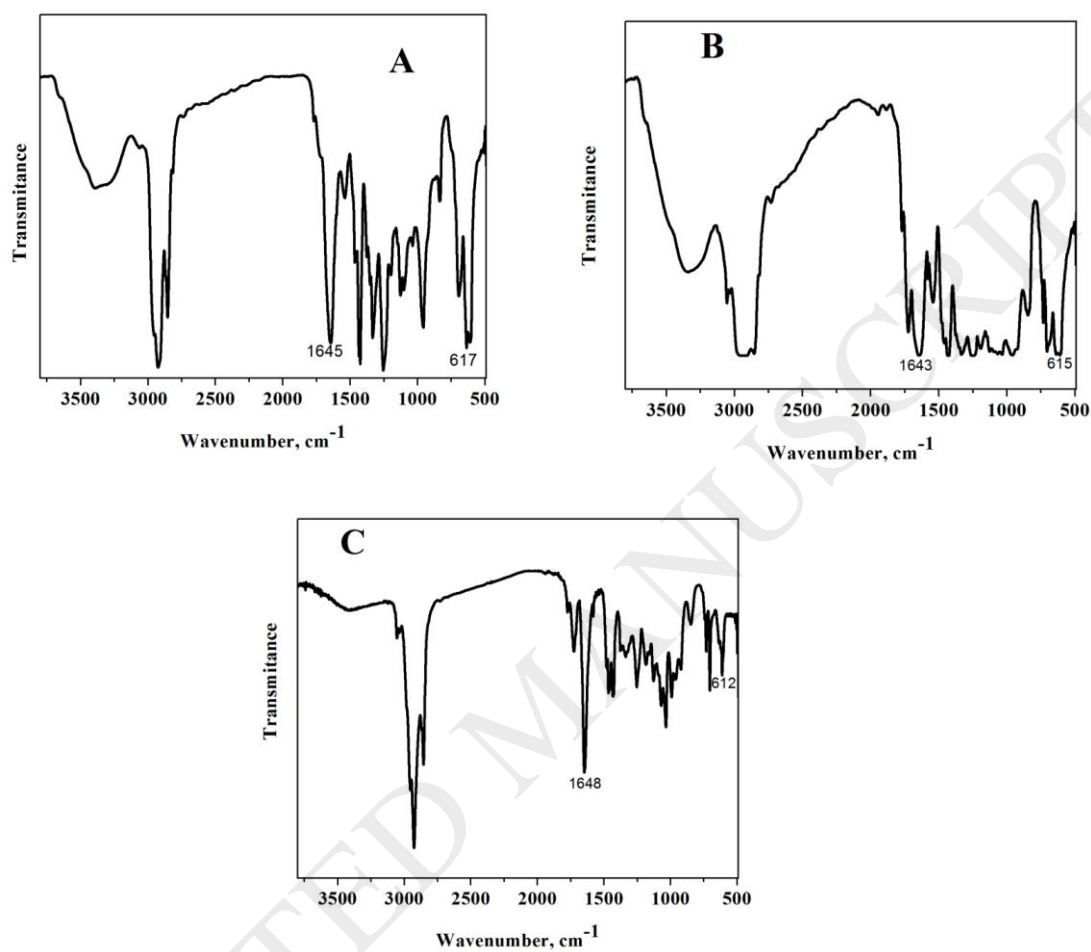 A
Transmitance
1645
617
3500 3000 2500 2000 1500 1000 500
Wavenumber, cm-1
B
Transmitance
1643
615
3500 3000 2500 2000 1500 1000 500
Wavenumber, cm-1
C
Transmitance
1648
612
3500 3000 2500 2000 1500 1000 500
Wavenumber, cm-1
TED MANUSCRIPT